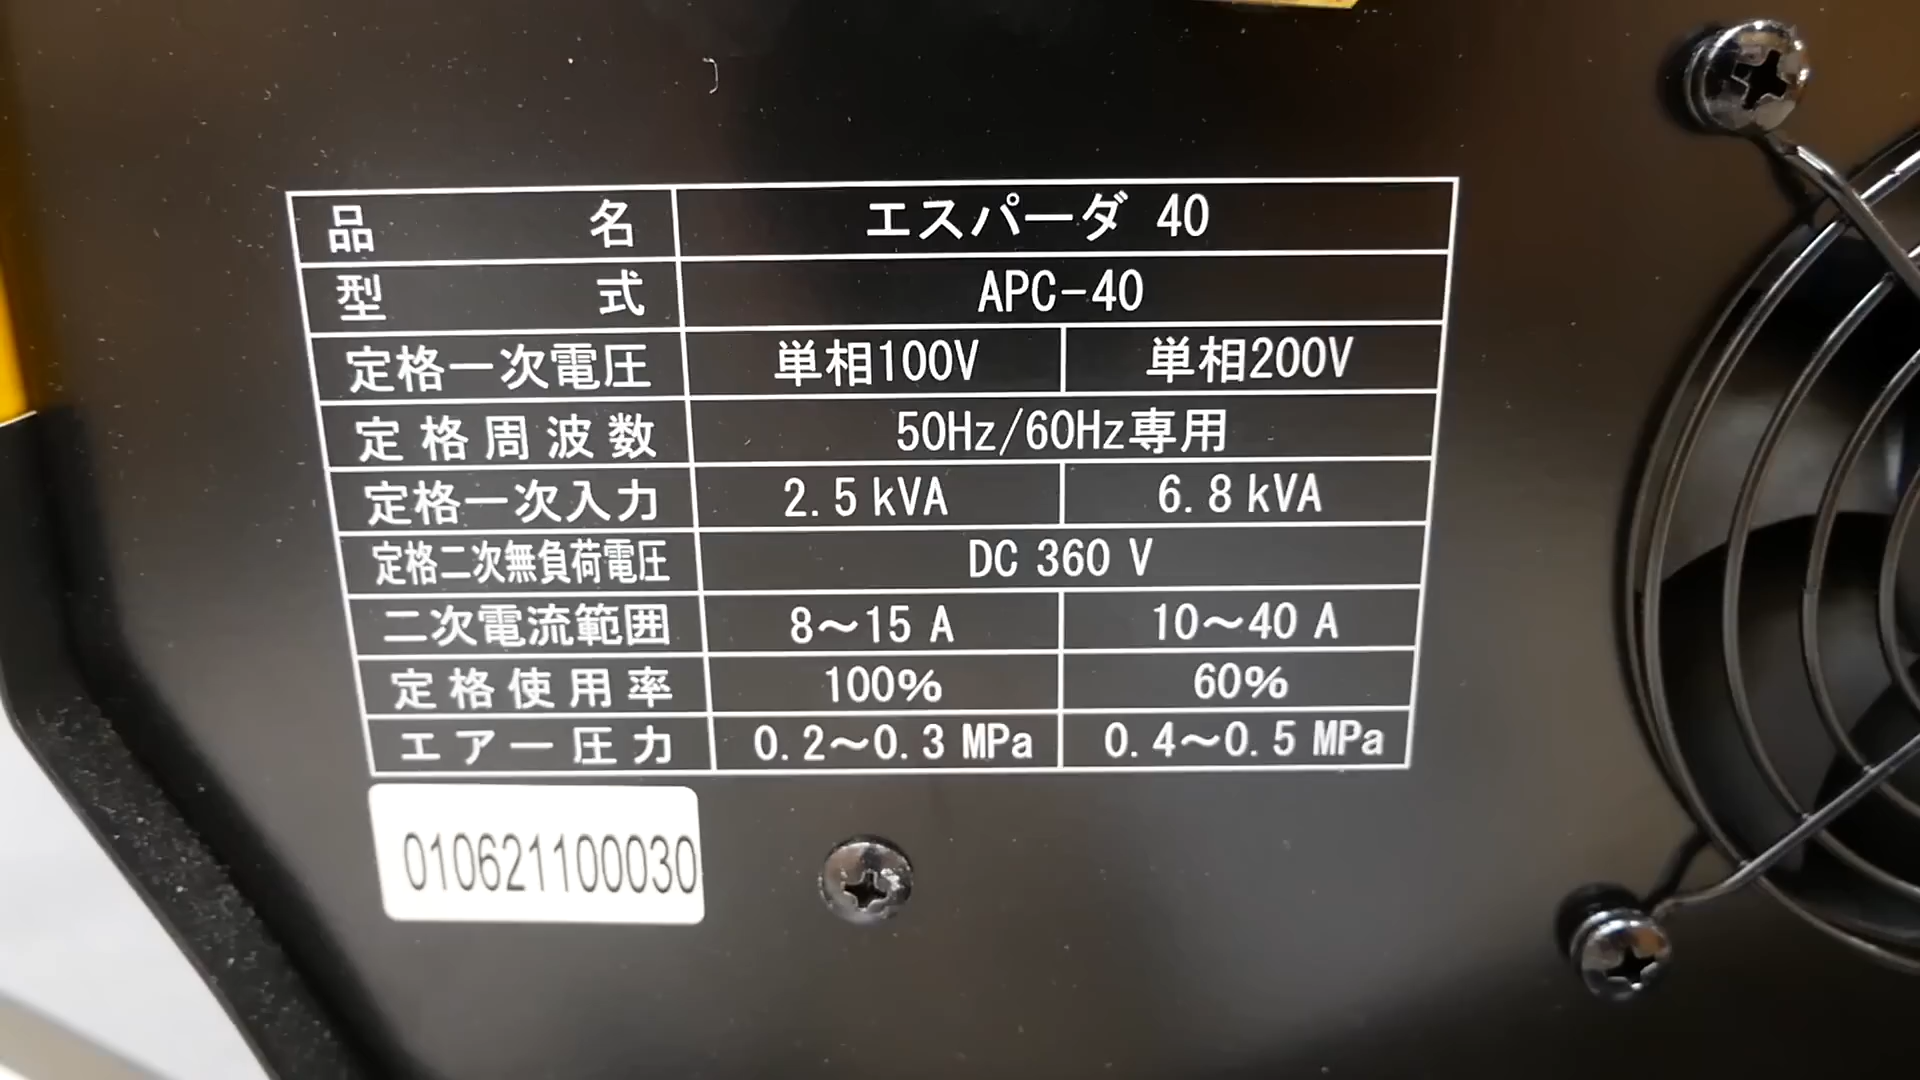 品名 エスパーダ 40
型式 APC-40
定格一次電圧 単相100V 単相200V
定格周波数 50Hz/60Hz専用
定格一次入力 2.5 kVA 6.8 kVA
定格二次無負荷電圧 DC 360 V
二次電流範囲 8～15 A 10～40 A
定格使用率 100% 60%
エアー圧力 0.2～0.3 MPa 0.4～0.5 MPa
010621100030